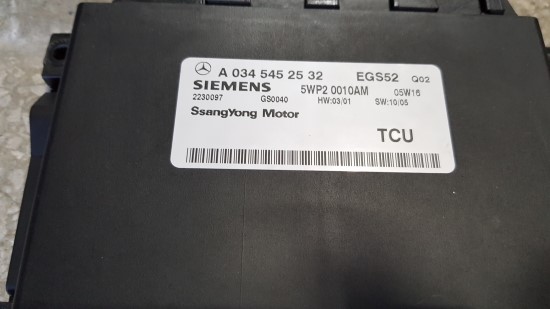 A 034 545 25 32 EGS52 Q02
SIEMENS 5WP2 0010AM 05W16
2230097 GS0040 HW:03/01 SW:10/05
SsangYong Motor
TCU